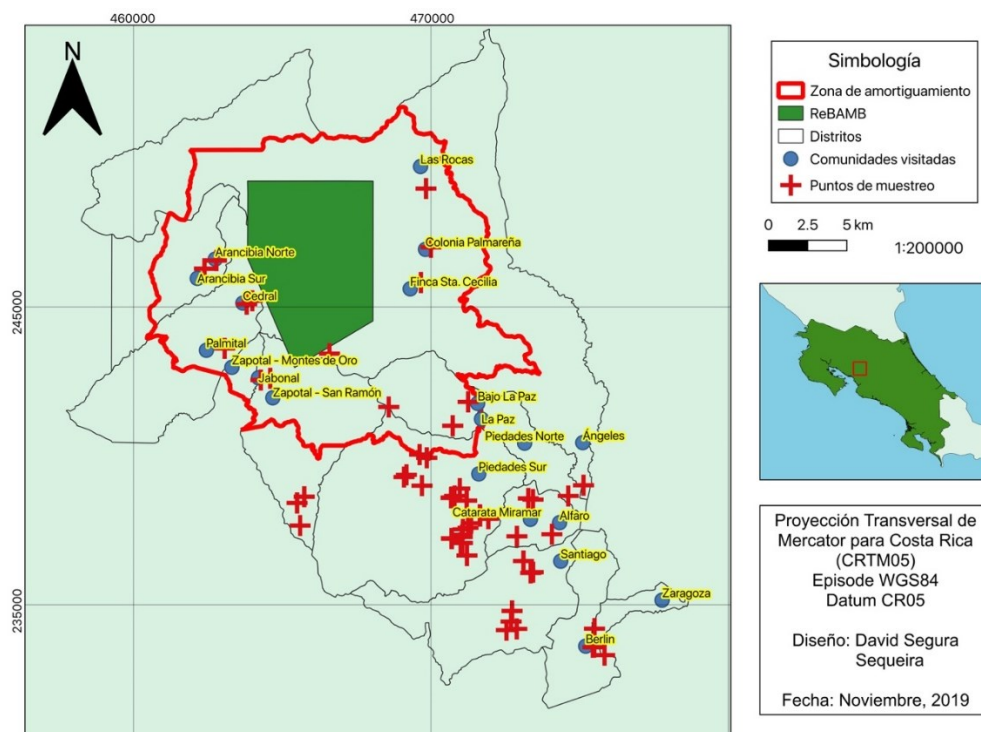 460000
470000
N
245000
235000
Las Rocas
Colonia Palmareña
Arancibia Norte
Arancibia Sur
Finca Sta. Cecilia
Cedral
Palmital
Zapotal - Montes de Oro
Jabonal
Zapotal - San Ramón
Bajo La Paz
La Paz
Piedades Norte
Ángeles
Piedades Sur
Catarata Miramar
Alfaro
Santiago
Zaragoza
Berlin
Simbología
Zona de amortiguamiento
ReBAMB
Distritos
Comunidades visitadas
Puntos de muestreo
0 2.5 5 km
1:200000
Proyección Transversal de
Mercator para Costa Rica
(CRTM05)
Episode WGS84
Datum CR05
Diseño: David Segura
Sequeira
Fecha: Noviembre, 2019